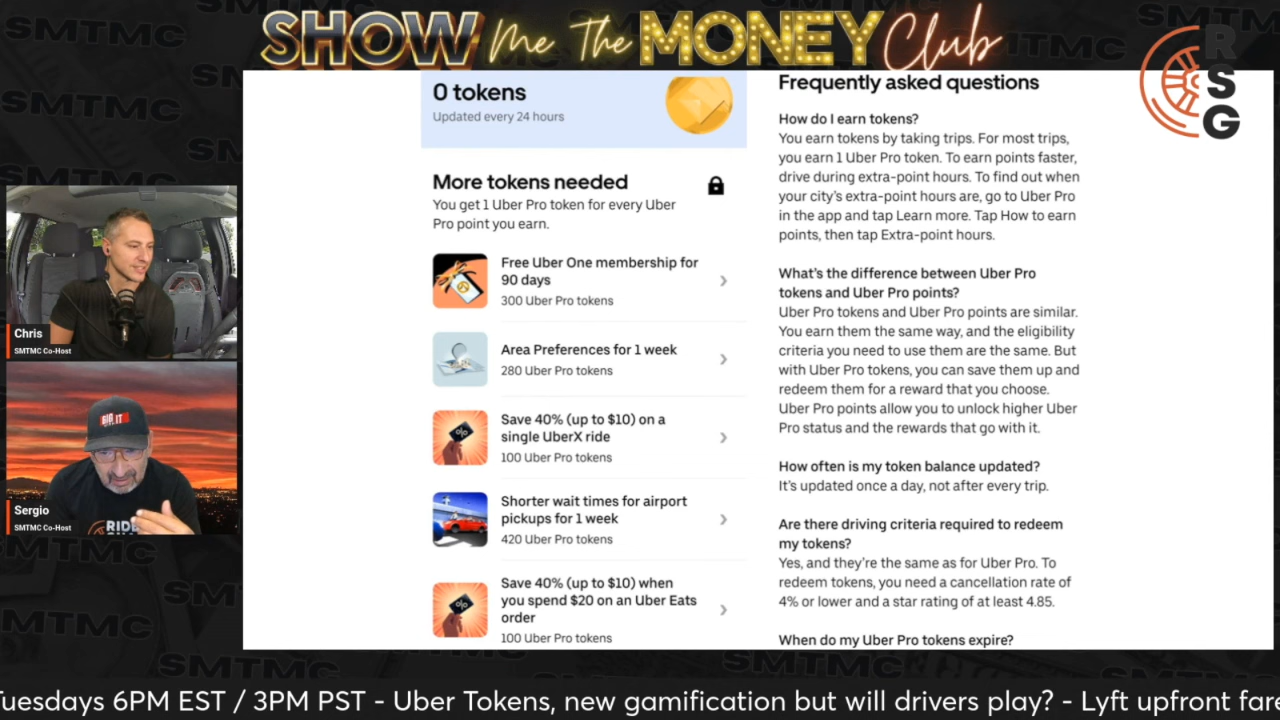 SHOW Me The MONEY Club
RSG
SMTMC
0 tokens
Updated every 24 hours
More tokens needed
You get 1 Uber Pro token for every Uber
Pro point you earn.
Free Uber One membership for
90 days
300 Uber Pro tokens
Area Preferences for 1 week
280 Uber Pro tokens
Save 40% (up to $10) on a
single UberX ride
100 Uber Pro tokens
Shorter wait times for airport
pickups for 1 week
420 Uber Pro tokens
Save 40% (up to $10) when
you spend $20 on an Uber Eats
order
100 Uber Pro tokens
Frequently asked questions
How do I earn tokens?
You earn tokens by taking trips. For most trips,
you earn 1 Uber Pro token. To earn points faster,
drive during extra-point hours. To find out when
your city's extra-point hours are, go to Uber Pro
in the app and tap Learn more. Tap How to earn
points, then tap Extra-point hours.
What's the difference between Uber Pro
tokens and Uber Pro points?
Uber Pro tokens and Uber Pro points are similar.
You earn them the same way, and the eligibility
criteria you need to use them are the same. But
with Uber Pro tokens, you can save them up and
redeem them for a reward that you choose.
Uber Pro points allow you to unlock higher Uber
Pro status and the rewards that go with it.
How often is my token balance updated?
It's updated once a day, not after every trip.
Are there driving criteria required to redeem
my tokens?
Yes, and they're the same as for Uber Pro. To
redeem tokens, you need a cancellation rate of
4% or lower and a star rating of at least 4.85.
When do my Uber Pro tokens expire?
Chris
SMTMC Co-Host
Sergio
SMTMC Co-Host
Tuesdays 6PM EST / 3PM PST - Uber Tokens, new gamification but will drivers play? - Lyft upfront fare